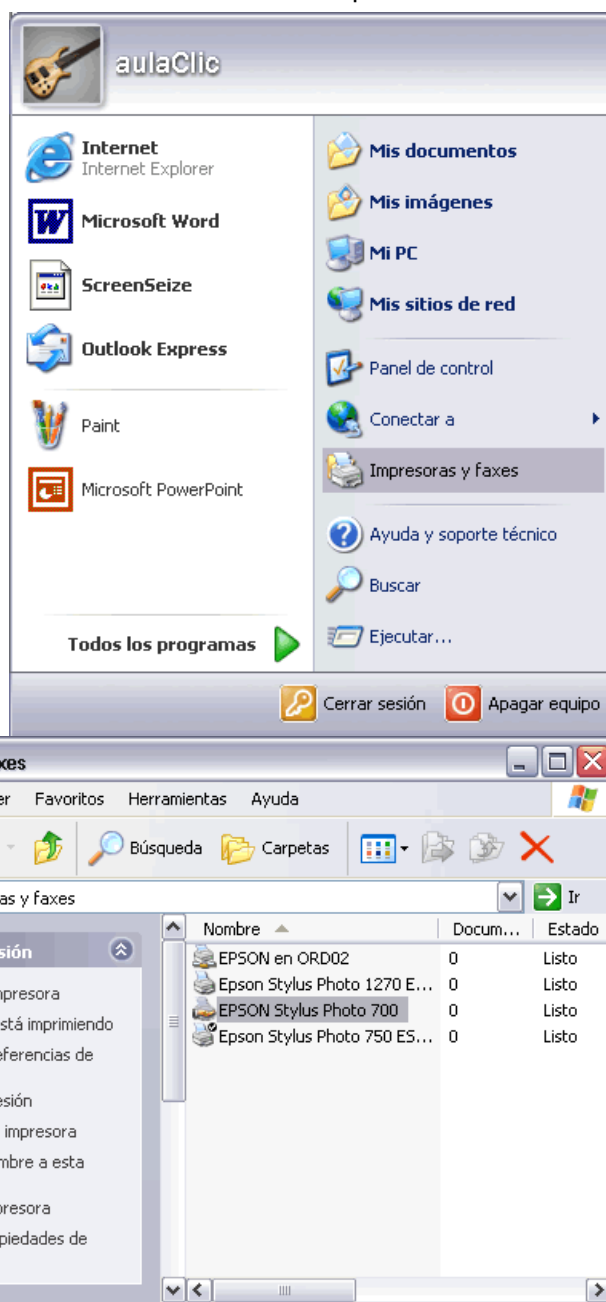 aulaClic
Internet
Internet Explorer
Microsoft Word
ScreenSeize
Outlook Express
Paint
Microsoft PowerPoint
Todos los programas
Mis documentos
Mis imágenes
Mi PC
Mis sitios de red
Panel de control
Conectar a
Impresoras y faxes
Ayuda y soporte técnico
Buscar
Ejecutar...
Cerrar sesión Apagar equipo
xes
er Favoritos Herramientas Ayuda
Búsqueda Carpetas
as y faxes Ir
sión
mpresora
stá imprimiendo
eferencias de
esión
impresora
mbre a esta
presora
piedades de
Nombre Docum... Estado
EPSON en ORD02 0 Listo
Epson Stylus Photo 1270 E... 0 Listo
EPSON Stylus Photo 700 0 Listo
Epson Stylus Photo 750 ES... 0 Listo